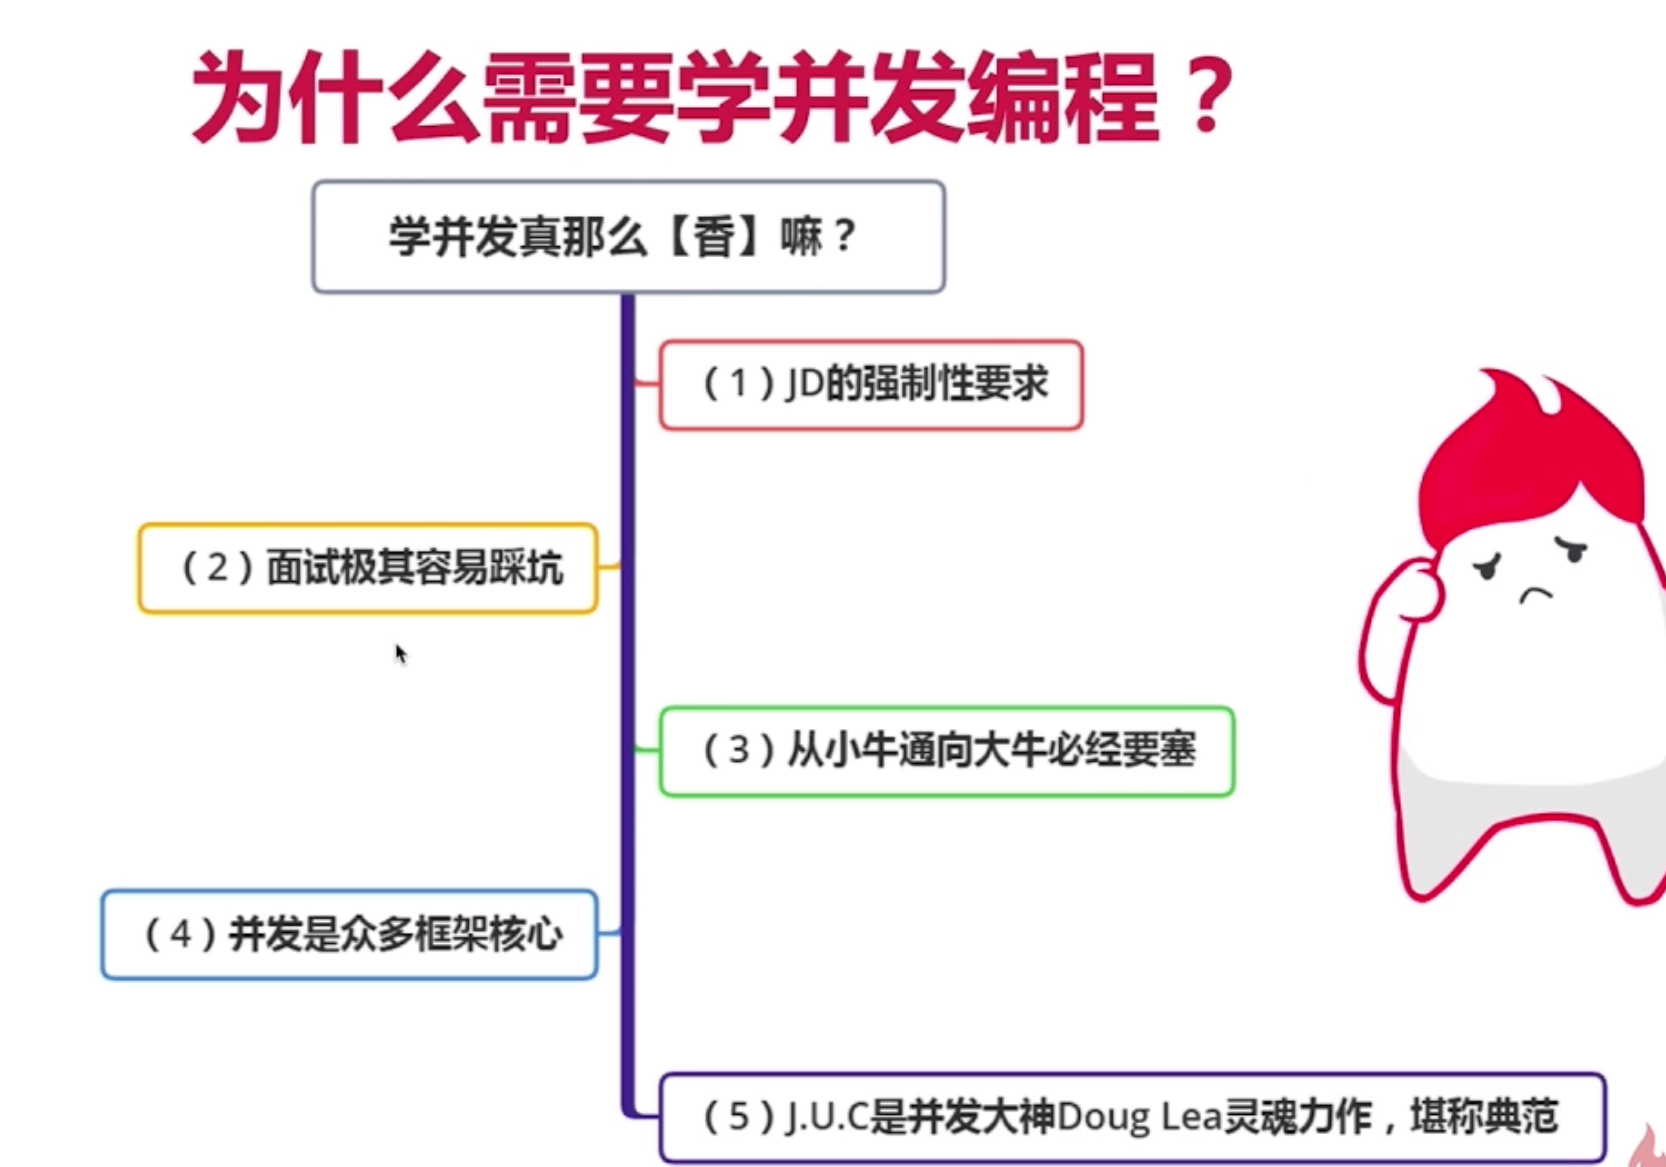 为什么需要学并发编程？
学并发真那么【香】嘛？
（1）JD的强制性要求
（2）面试极其容易踩坑
（3）从小牛通向大牛必经要塞
（4）并发是众多框架核心
（5）J.U.C是并发大神Doug Lea灵魂力作，堪称典范